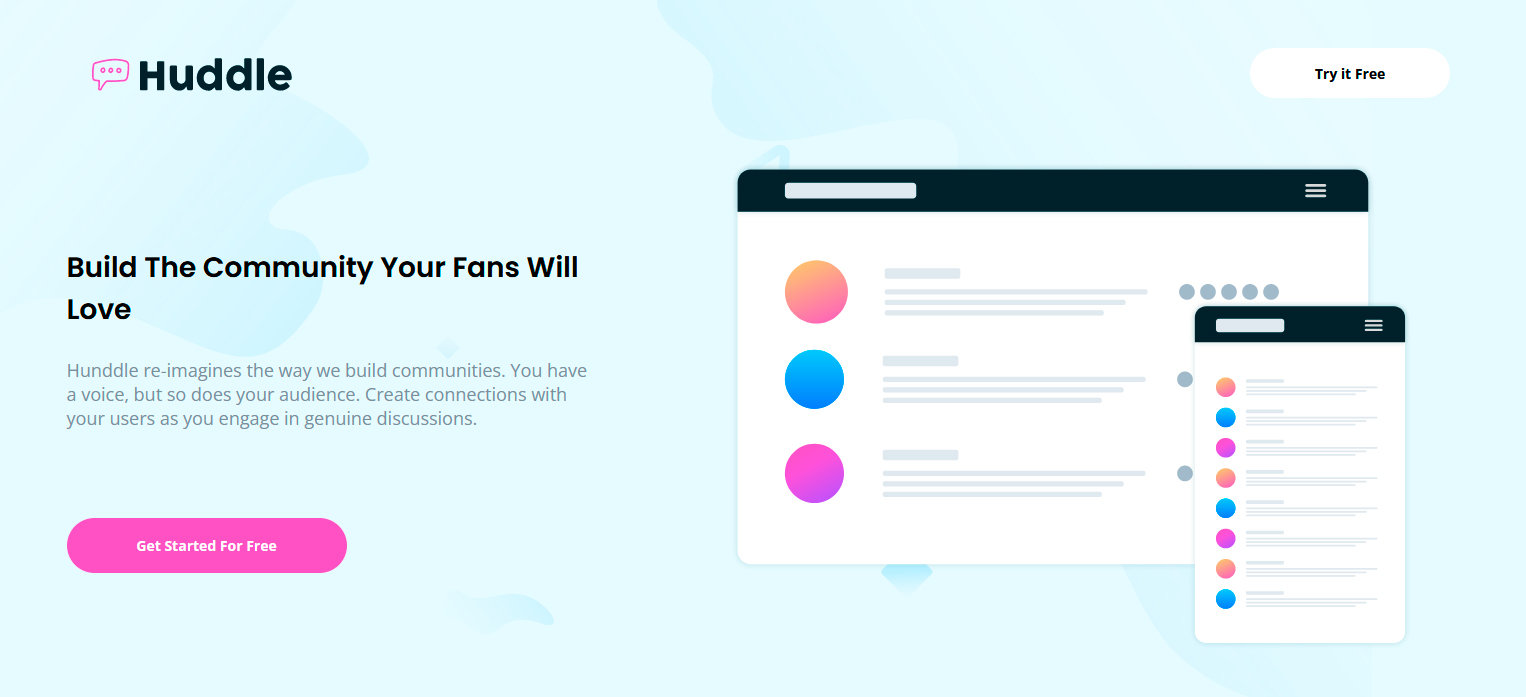 Huddle
Try it Free
Build The Community Your Fans Will
Love
Hunddle re-imagines the way we build communities. You have
a voice, but so does your audience. Create connections with
your users as you engage in genuine discussions.
Get Started For Free